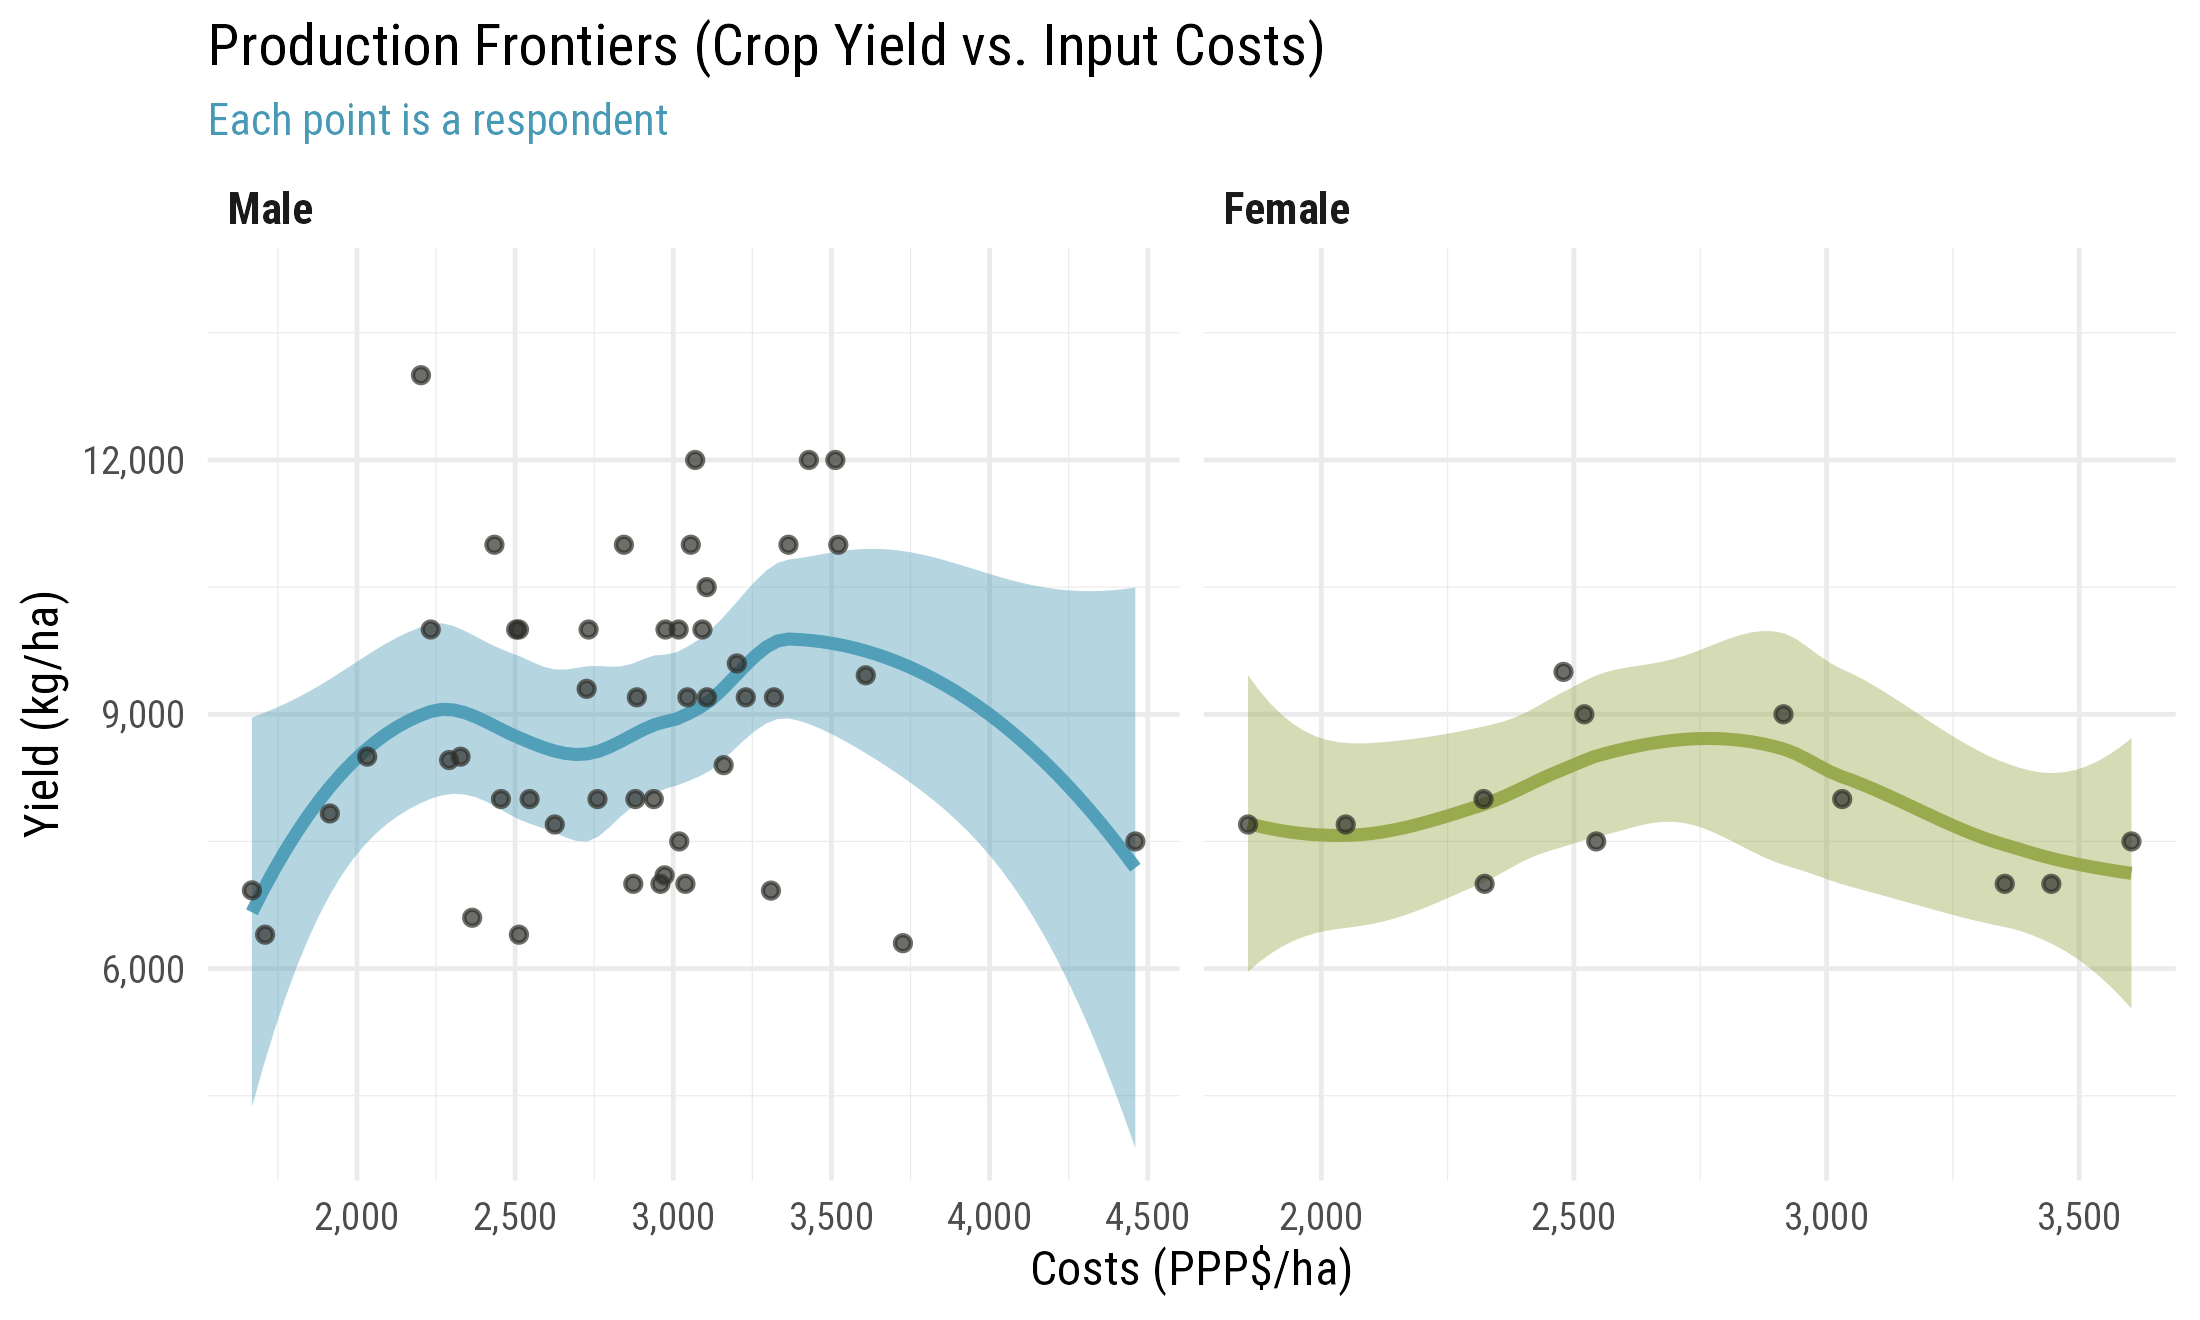 Production Frontiers (Crop Yield vs. Input Costs)
Each point is a respondent
Male
Female
Yield (kg/ha)
12,000
9,000
6,000
2,000 2,500 3,000 3,500 4,000 4,500
2,000 2,500 3,000 3,500
Costs (PPP$/ha)